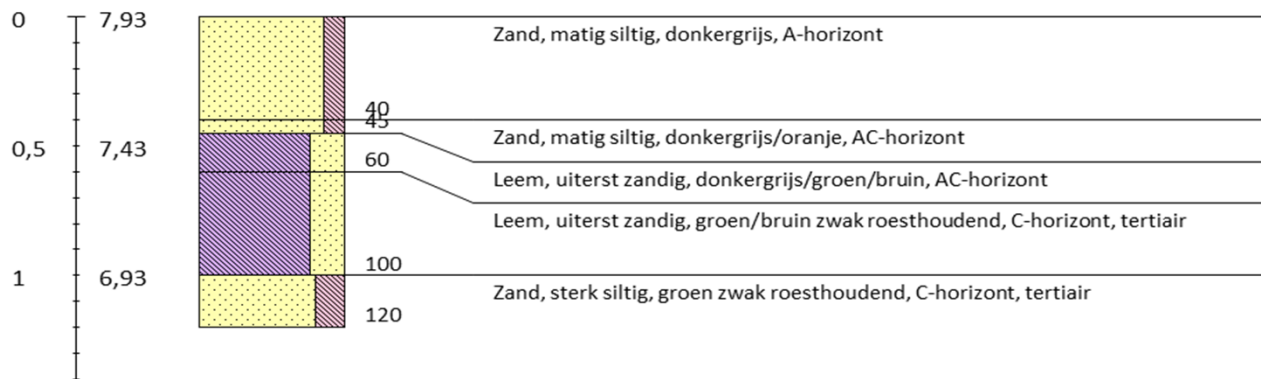 0 7,93
Zand, matig siltig, donkergrijs, A-horizont
40
45
Zand, matig siltig, donkergrijs/oranje, AC-horizont
0,5 7,43
60
Leem, uiterst zandig, donkergrijs/groen/bruin, AC-horizont
Leem, uiterst zandig, groen/bruin zwak roesthoudend, C-horizont, tertiair
100
1 6,93
Zand, sterk siltig, groen zwak roesthoudend, C-horizont, tertiair
120